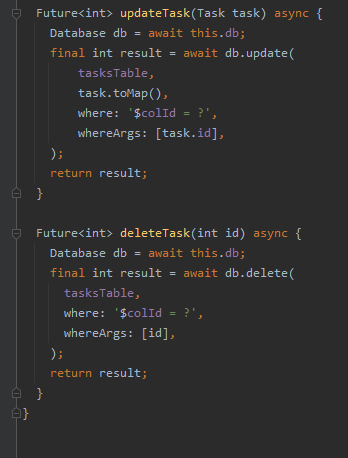 Future<int> updateTask(Task task) async {
Database db = await this.db;
final int result = await db.update(
tasksTable,
task.toMap(),
where: '$colId = ?',
whereArgs: [task.id],
);
return result;
}
Future<int> deleteTask(int id) async {
Database db = await this.db;
final int result = await db.delete(
tasksTable,
where: '$colId = ?',
whereArgs: [id],
);
return result;
}
}